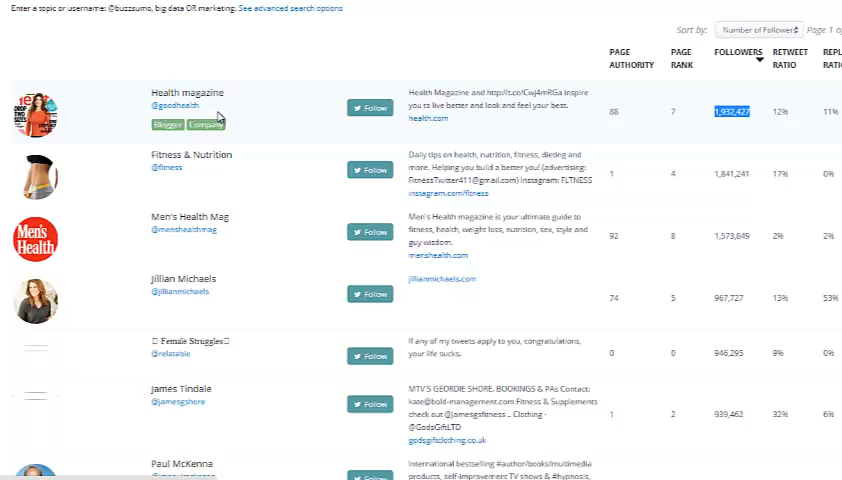 Enter a topic or username: @buzzsumo, big data OR marketing. See advanced search options
Sort by: Number of Followers Page 1 o
PAGE AUTHORITY PAGE RANK FOLLOWERS RETWEET RATIO REPL RATIO
Health magazine
@goodhealth
Blogger Company
Follow
Health Magazine and http://t.co/Cwj4mRGa inspire
you to live better and look and feel your best.
health.com
88 7 1,932,427 12% 11%
Fitness & Nutrition
@fitness
Follow
Daily tips on health, nutrition, fitness, dieting and
more. Helping you build a better you! (advertising:
FitnessTwitter411@gmail.com) Instagram: FLTNESS
instagram.com/fitness
1 4 1,841,241 17% 0%
Men's
Health
Men's Health Mag
@menshealthmag
Follow
Men's Health magazine is your ultimate guide to
fitness, health, weight loss, nutrition, sex, style and
guy wisdom.
menshealth.com
92 8 1,573,849 2% 2%
Jillian Michaels
@jillianmichaels
Follow
jillianmichaels.com
74 5 967,727 13% 53%
Female Struggles
@relatable
Follow
If any of my tweets apply to you, congratulations,
your life sucks.
0 0 946,295 9% 0%
James Tindale
@jamesgshore
Follow
MTV'S GEORDIE SHORE. BOOKINGS & PAs Contact:
kate@bold-management.com Fitness & Supplements
check out @jamesgsfitness .. Clothing -
@GodsGiftLTD
godsgiftclothing.co.uk
1 2 939,462 32% 6%
Paul McKenna
Follow
International bestselling #author/books/multimedia
products, self-improvement TV shows & #hypnosis,